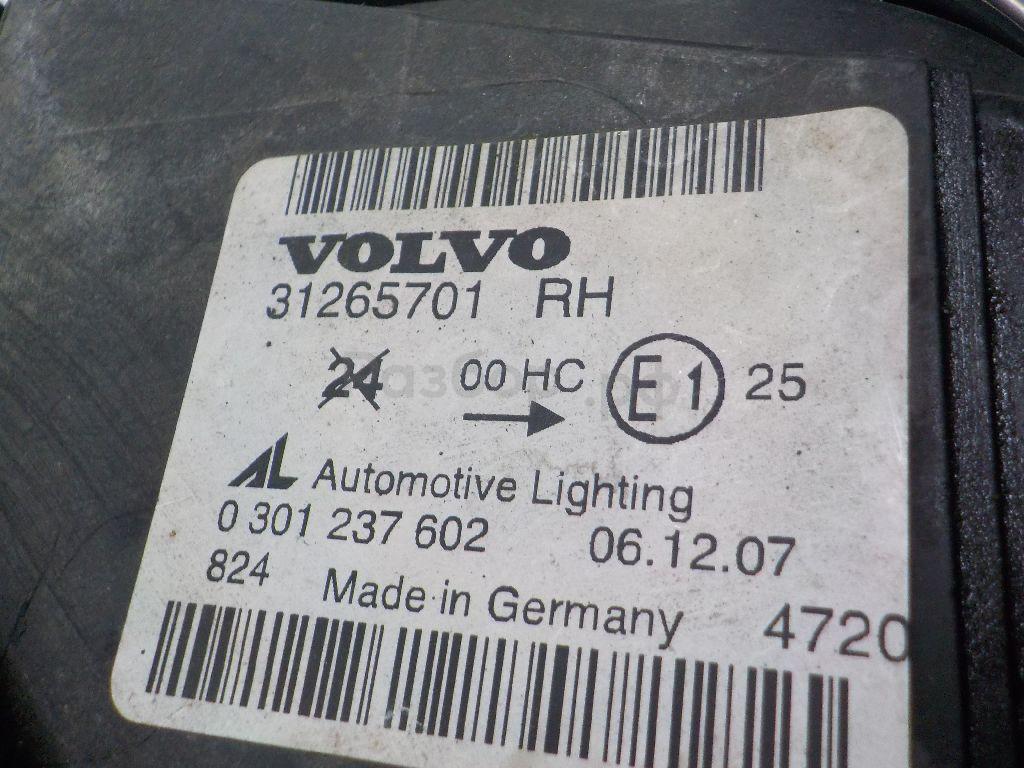 VOLVO
31265701 RH
24 00 HC E1 25
AL Automotive Lighting
0 301 237 602 06.12.07
824 Made in Germany 4720